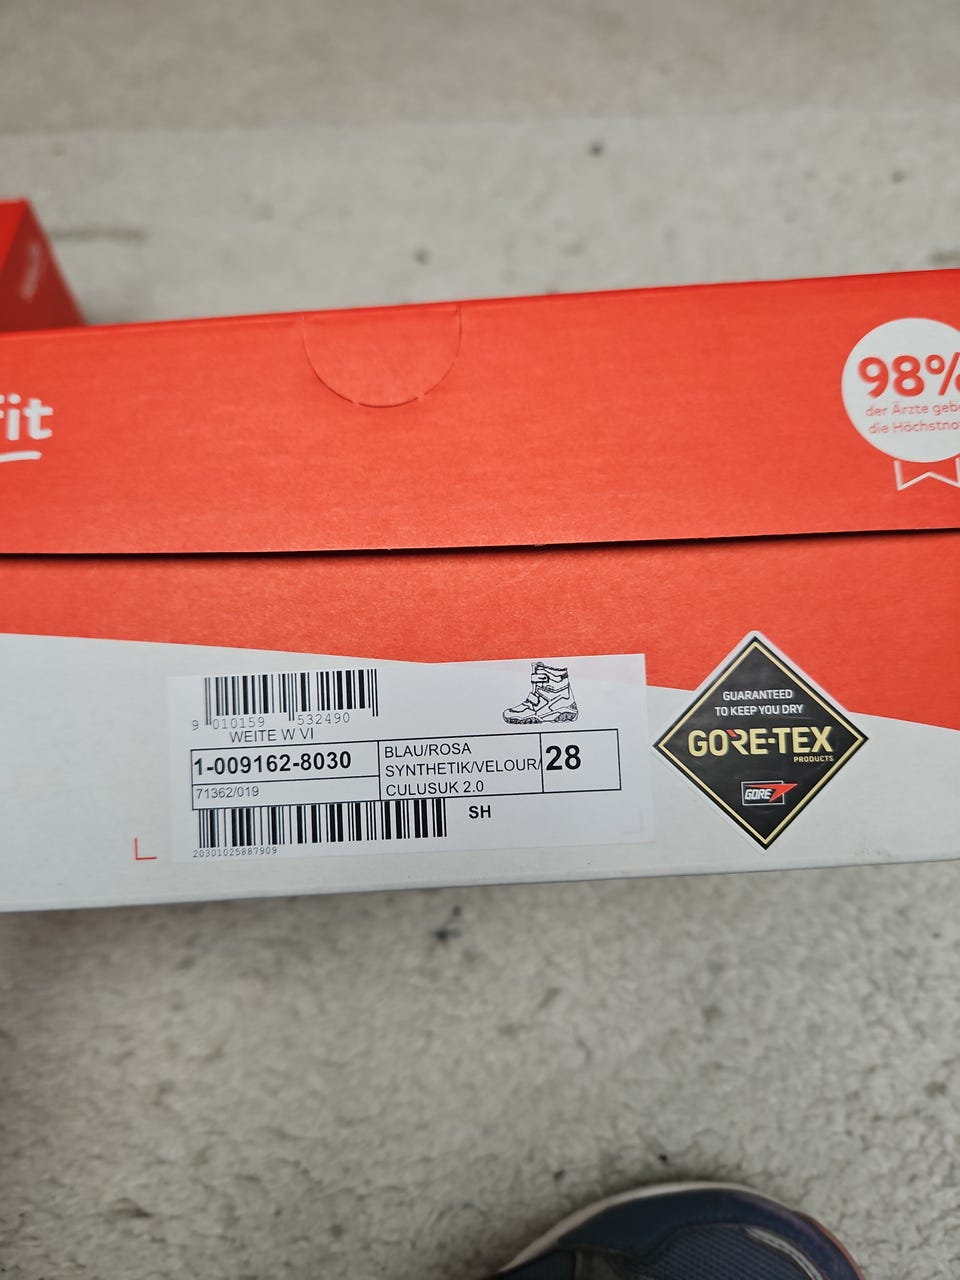 fit
98%
der Ärzte geb
die Höchstno
9 010159 532490
WEITE W VI
1-009162-8030
71362/019
BLAU/ROSA
SYNTHETIK/VELOUR/
CULUSUK 2.0
28
SH
20301025887909
GUARANTEED
TO KEEP YOU DRY
GORE-TEX
PRODUCTS
GORE